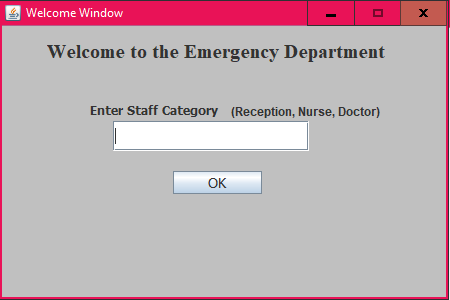 Welcome Window
Welcome to the Emergency Department
Enter Staff Category (Reception, Nurse, Doctor)
OK